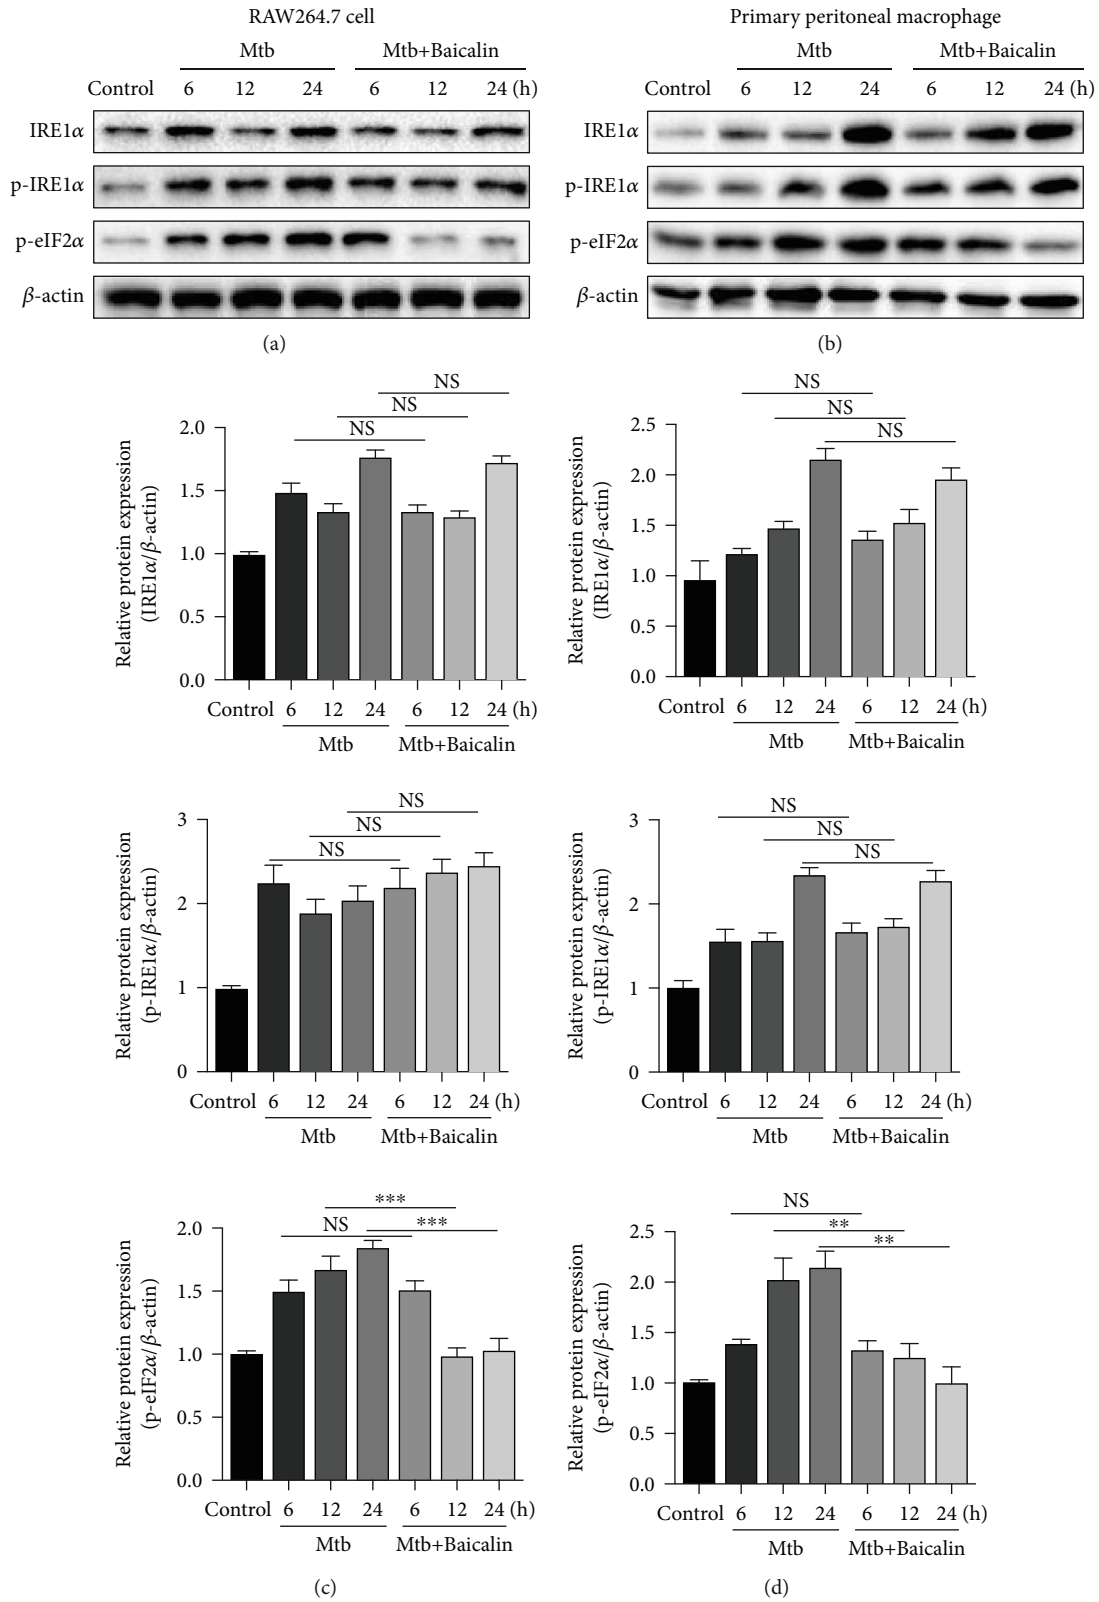 RAW264.7 cell
Mtb Mtb+Baicalin
Control 6 12 24 6 12 24 (h)
IRE1α
p-IRE1α
p-eIF2α
β-actin
(a)
Primary peritoneal macrophage
Mtb Mtb+Baicalin
Control 6 12 24 6 12 24 (h)
IRE1α
p-IRE1α
p-eIF2α
β-actin
(b)
NS
NS
NS
Relative protein expression
(IRE1α/β-actin)
2.0
1.5
1.0
0.5
0.0
Control 6 12 24 6 12 24 (h)
Mtb Mtb+Baicalin
NS
NS
NS
Relative protein expression
(IRE1α/β-actin)
2.5
2.0
1.5
1.0
0.5
0.0
Control 6 12 24 6 12 24 (h)
Mtb Mtb+Baicalin
NS
NS
NS
Relative protein expression
(p-IRE1α/β-actin)
3
2
1
0
Control 6 12 24 6 12 24 (h)
Mtb Mtb+Baicalin
NS
NS
NS
Relative protein expression
(p-IRE1α/β-actin)
3
2
1
0
Control 6 12 24 6 12 24 (h)
Mtb Mtb+Baicalin
***
NS ***
Relative protein expression
(p-eIF2α/β-actin)
2.0
1.5
1.0
0.5
0.0
Control 6 12 24 6 12 24 (h)
Mtb Mtb+Baicalin
(c)
NS
**
**
Relative protein expression
(p-eIF2α/β-actin)
2.5
2.0
1.5
1.0
0.5
0.0
Control 6 12 24 6 12 24 (h)
Mtb Mtb+Baicalin
(d)